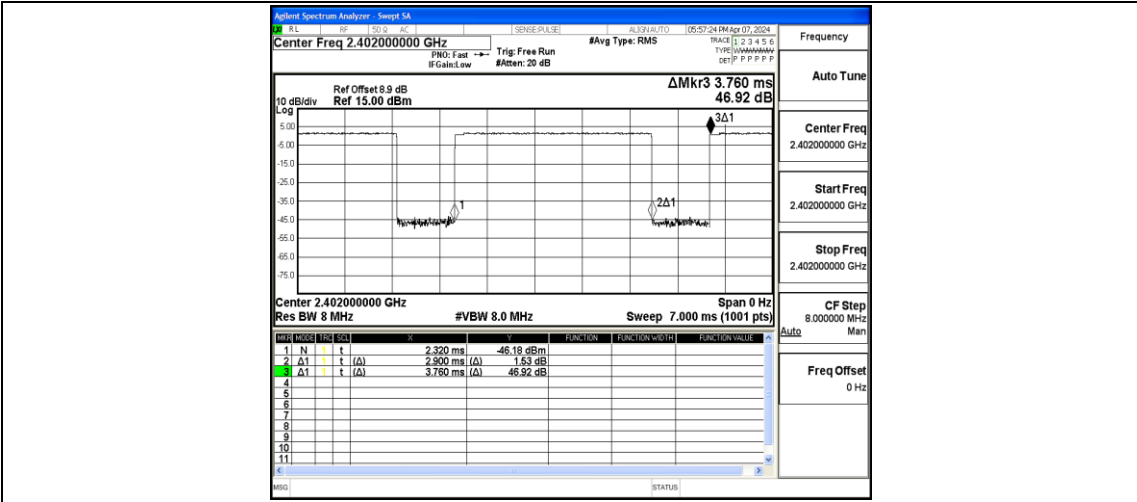 Agilent Spectrum Analyzer - Swept SA
RL RF 50 Ω AC SENSE:PULSE ALIGN AUTO 05:57:24 PM Apr 07, 2024
Center Freq 2.402000000 GHz
PNO: Fast
IFGain:Low
Trig: Free Run
#Atten: 20 dB
#Avg Type: RMS
TRACE 1 2 3 4 5 6
TYPE WWWWWW
DET P P P P P P
Ref Offset 8.9 dB
10 dB/div Ref 15.00 dBm
Log
ΔMkr3 3.760 ms
46.92 dB
5.00
-5.00
-15.0
-25.0
-35.0
-45.0
-55.0
-65.0
-75.0
1
2Δ1
3Δ1
Center 2.402000000 GHz Span 0 Hz
Res BW 8 MHz #VBW 8.0 MHz Sweep 7.000 ms (1001 pts)
MKR MODE TRC SCL X Y FUNCTION FUNCTION WIDTH FUNCTION VALUE
1 N 1 t 2.320 ms -46.18 dBm
2 Δ1 1 t (Δ) 2.900 ms (Δ) 1.53 dB
3 Δ1 1 t (Δ) 3.760 ms (Δ) 46.92 dB
4
5
6
7
8
9
10
11
MSG STATUS
Frequency
Auto Tune
Center Freq
2.402000000 GHz
Start Freq
2.402000000 GHz
Stop Freq
2.402000000 GHz
CF Step
8.000000 MHz
Auto Man
Freq Offset
0 Hz